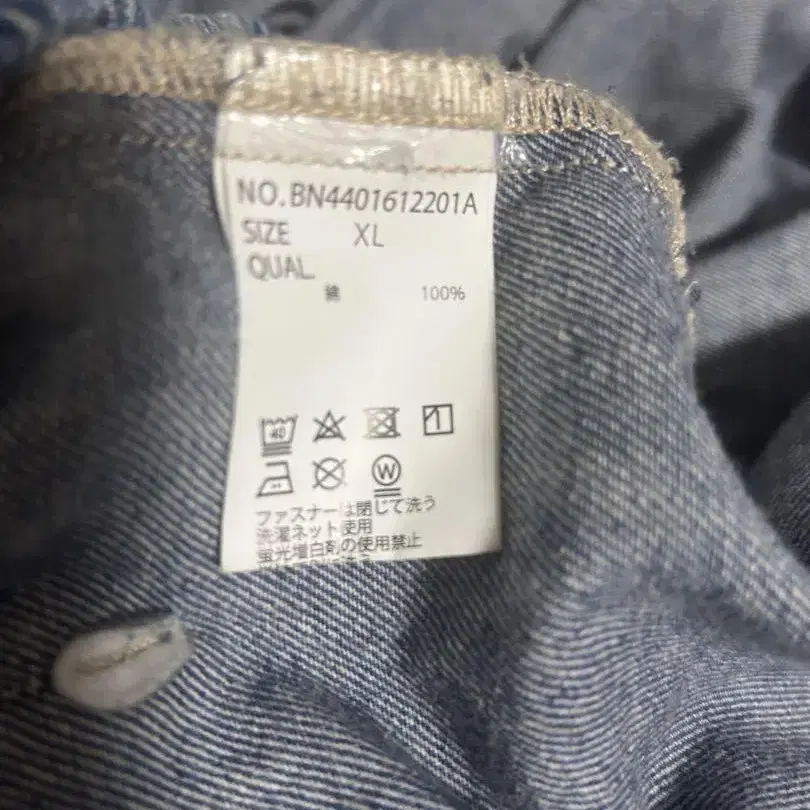 NO.BN4401612201A
SIZE XL
QUAL.
綿 100%
40
W
ファスナーは閉じて洗う
洗濯ネット使用
蛍光増白剤の使用禁止